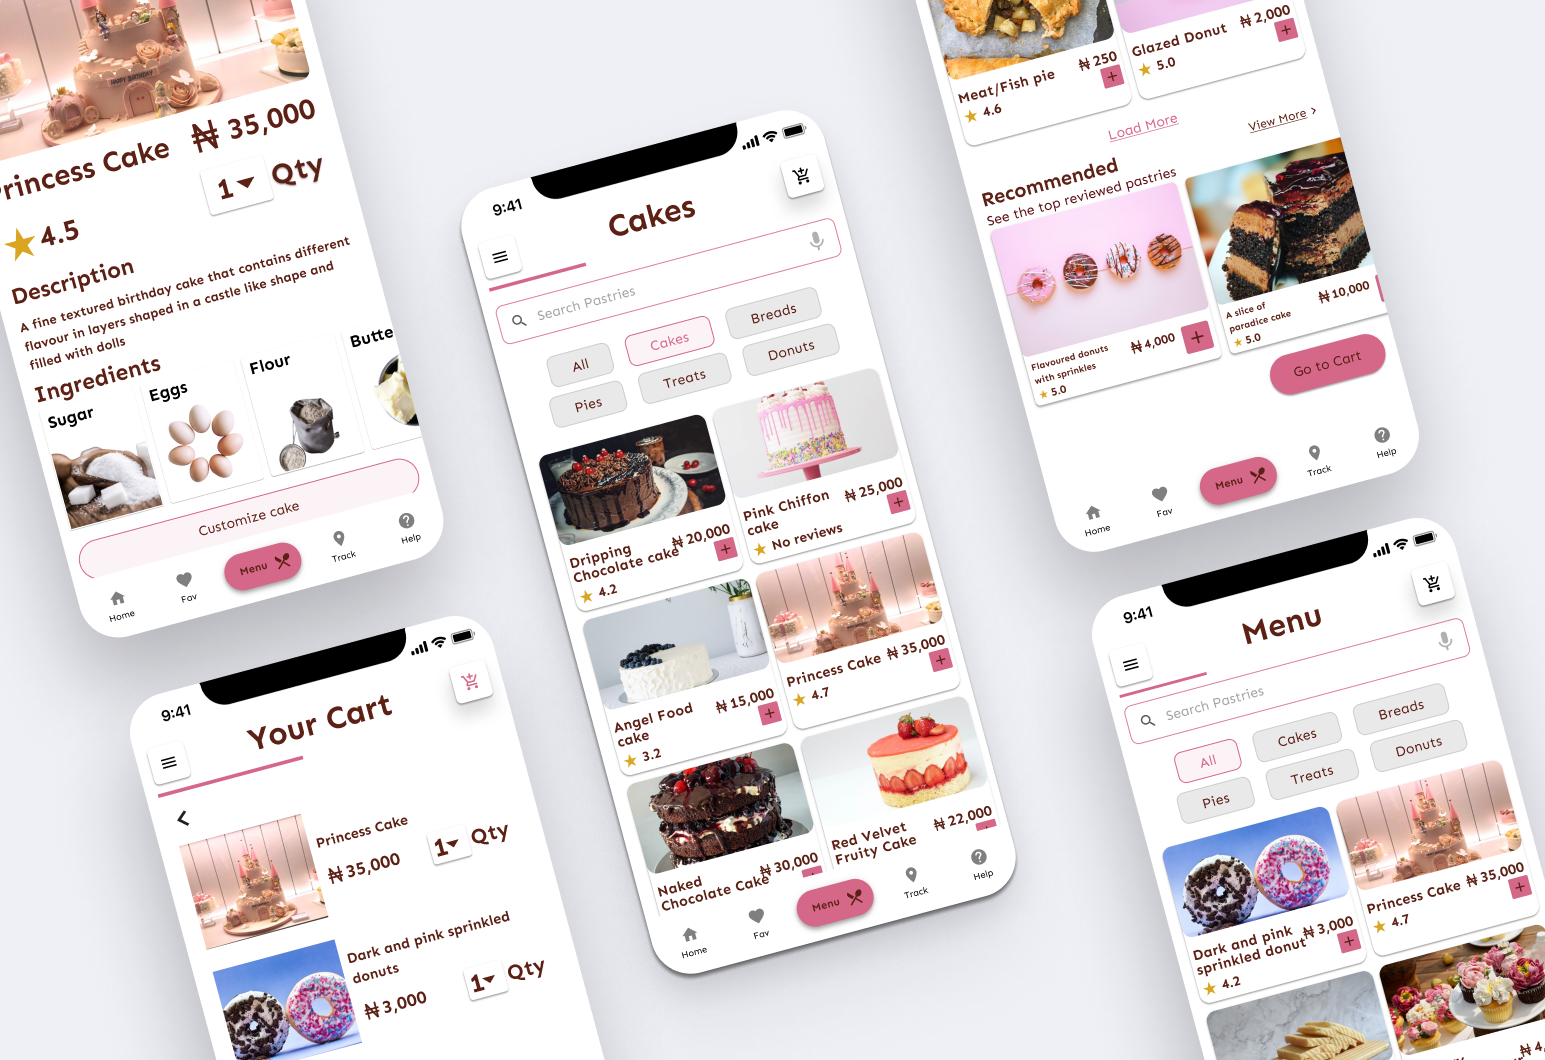 HAPPY BIRTHDAY
Princess Cake
₦ 35,000
1 Qty
4.5
Description
A fine textured birthday cake that contains different
flavour in layers shaped in a castle like shape and
filled with dolls
Ingredients
Sugar
Eggs
Flour
Butte
Customize cake
Home
Fav
Menu
Track
Help
9:41
Your Cart
Princess Cake
₦35,000
1 Qty
Dark and pink sprinkled
donuts
₦3,000
1 Qty
9:41
Cakes
Search Pastries
All
Cakes
Breads
Pies
Treats
Donuts
Dripping
Chocolate cake
₦ 20,000
4.2
Pink Chiffon
cake
₦ 25,000
No reviews
Angel Food
cake
₦ 15,000
3.2
Princess Cake
₦ 35,000
4.7
Naked
Chocolate Cake
₦ 30,000
Red Velvet
Fruity Cake
₦ 22,000
Home
Fav
Menu
Track
Help
Meat/Fish pie
₦ 250
4.6
Glazed Donut
₦ 2,000
5.0
Load More
View More
Recommended
See the top reviewed pastries
Flavoured donuts
with sprinkles
₦ 4,000
5.0
A slice of
paradice cake
₦ 10,000
5.0
Go to Cart
Home
Fav
Menu
Track
Help
9:41
Menu
Search Pastries
All
Cakes
Breads
Pies
Treats
Donuts
Dark and pink
sprinkled donut
₦ 3,000
4.2
Princess Cake
₦ 35,000
4.7